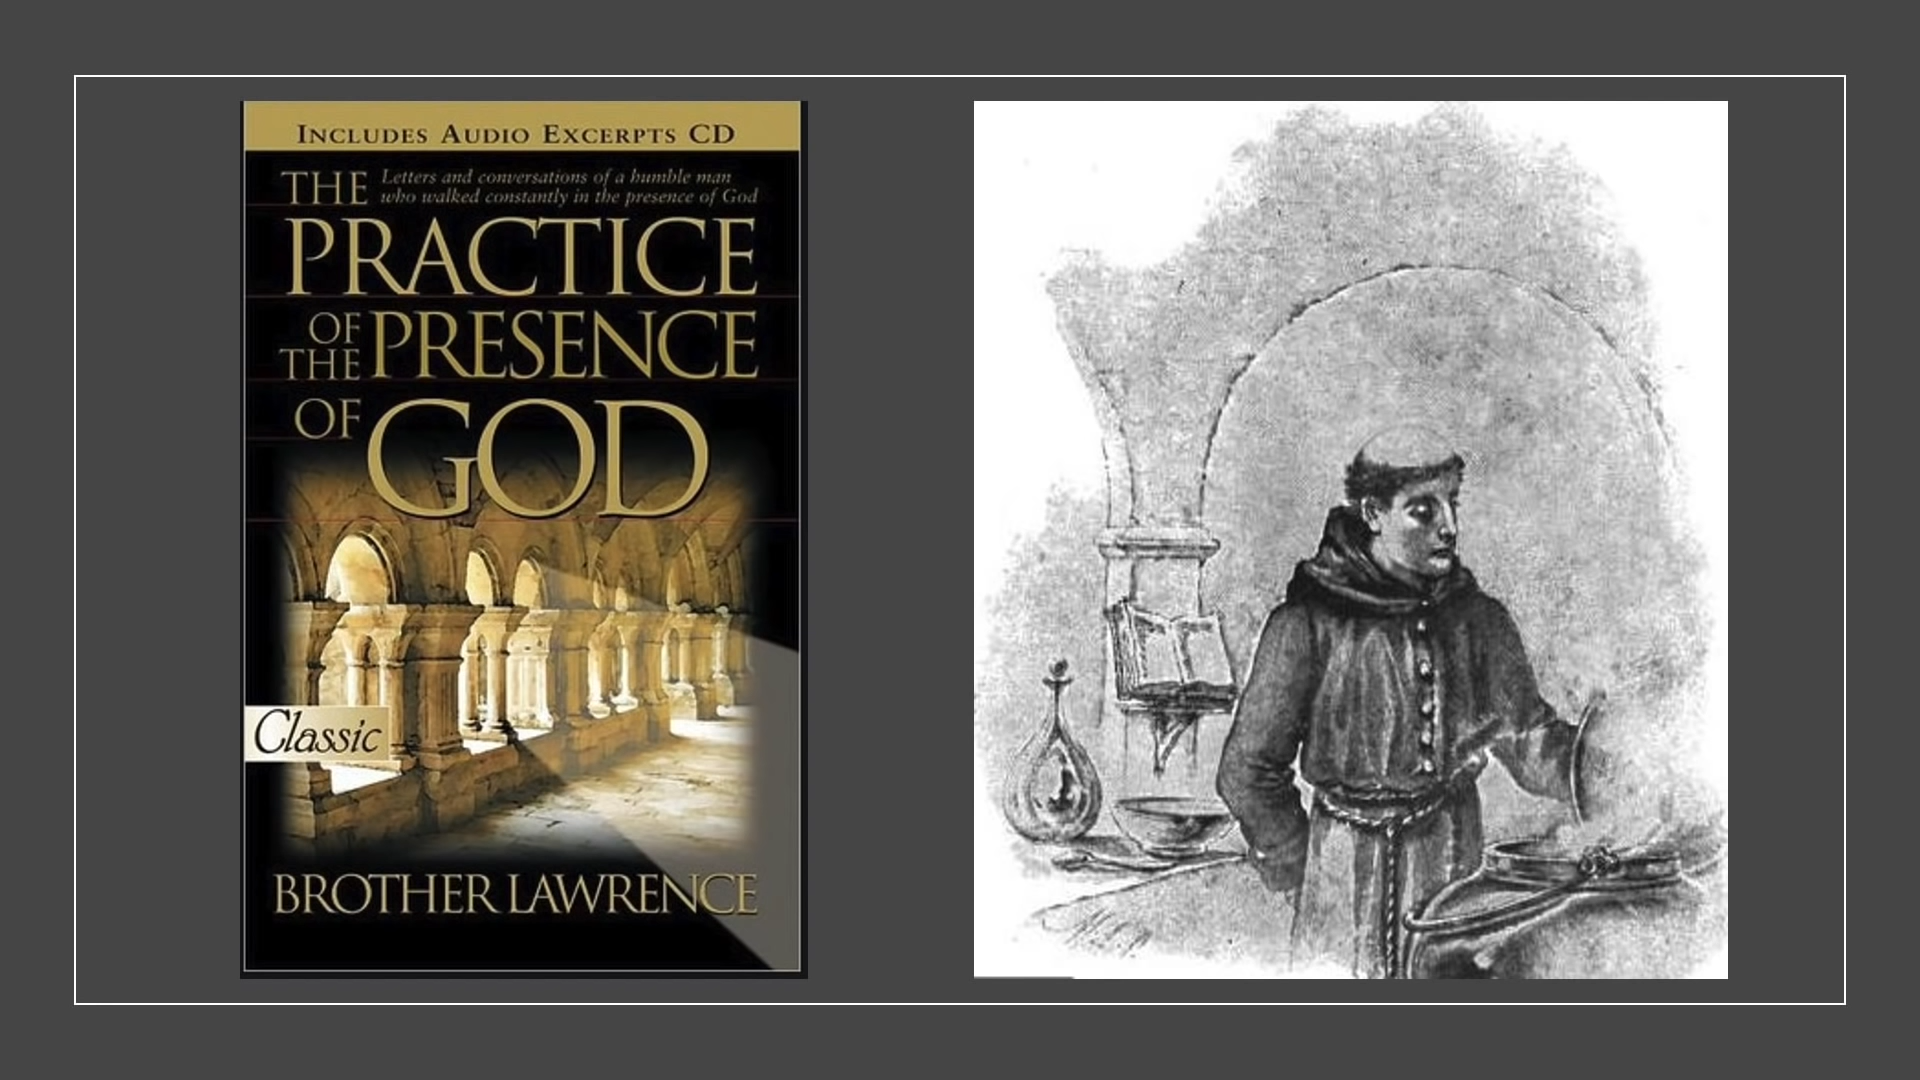 INCLUDES AUDIO EXCERPTS CD
THE
Letters and conversations of a humble man
who walked constantly in the presence of God
PRACTICE
OF
THE PRESENCE
OF GOD
Classic
BROTHER LAWRENCE